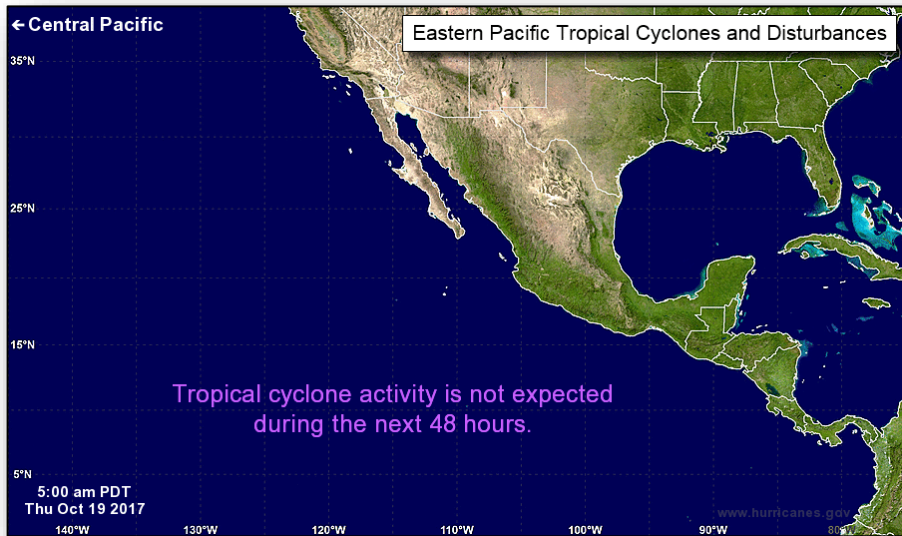 ← Central Pacific
Eastern Pacific Tropical Cyclones and Disturbances
35°N
25°N
15°N
Tropical cyclone activity is not expected
during the next 48 hours.
5°N
5:00 am PDT
Thu Oct 19 2017
www.hurricanes.gov
140°W 130°W 120°W 110°W 100°W 90°W 80°W